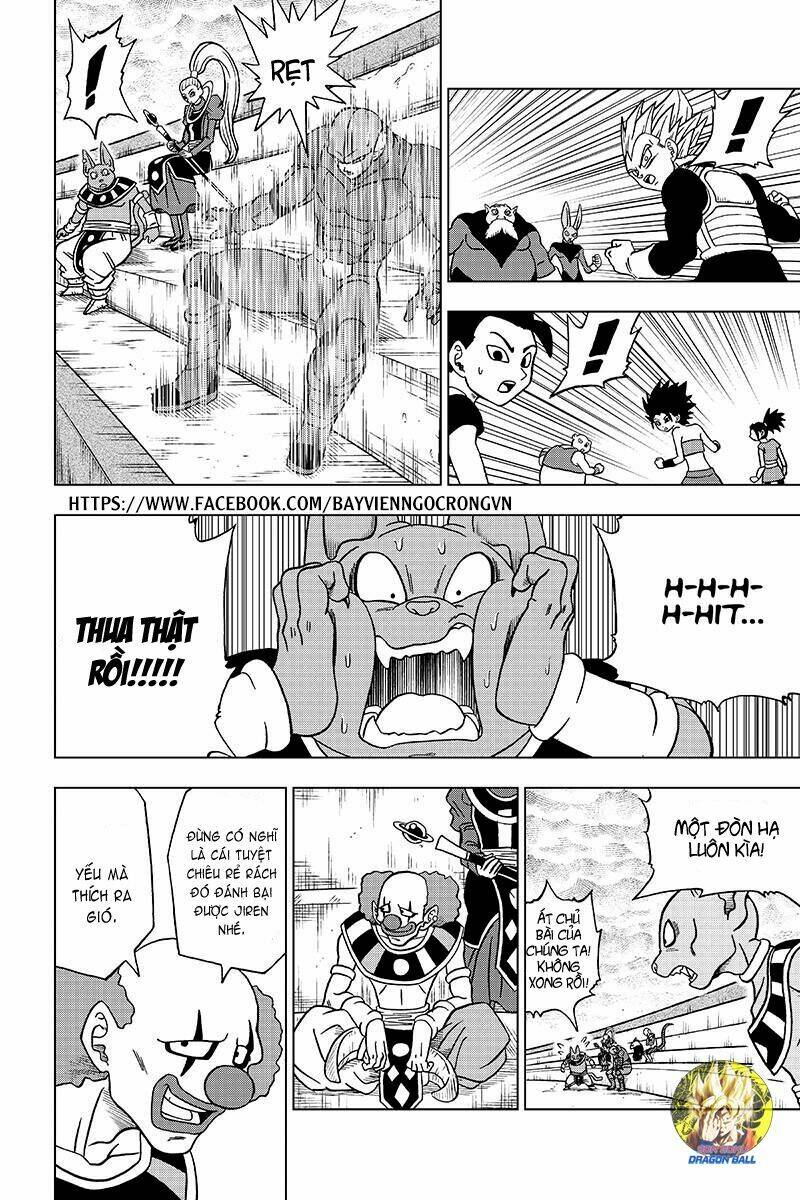 !
RẸT
!
!
HTTPS://WWW.FACEBOOK.COM/BAYVIENNGOCRONGVN
H-H-H-
H-HIT...
THUA THẬT
RỒI!!!!!
MỘT ĐÒN HẠ
LUÔN KÌA!
ÁT CHỦ
BÀI CỦA
CHÚNG TA!
KHÔNG
XONG RỒI!
ĐỪNG CÓ NGHĨ
LÀ CÁI TUYỆT
CHIÊU RẺ RÁCH
ĐÓ ĐÁNH BẠI
ĐƯỢC JIREN
NHÉ.
YẾU MÀ
THÍCH RA
GIÓ.
DRAGON BALL